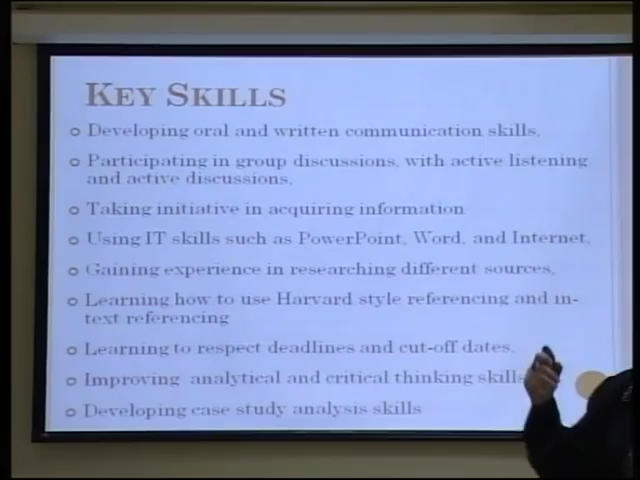 KEY SKILLS
Developing oral and written communication skills,
Participating in group discussions, with active listening
and active discussions,
Taking initiative in acquiring information
Using IT skills such as PowerPoint, Word, and Internet,
Gaining experience in researching different sources,
Learning how to use Harvard style referencing and in-
text referencing
Learning to respect deadlines and cut-off dates,
Improving analytical and critical thinking skills
Developing case study analysis skills